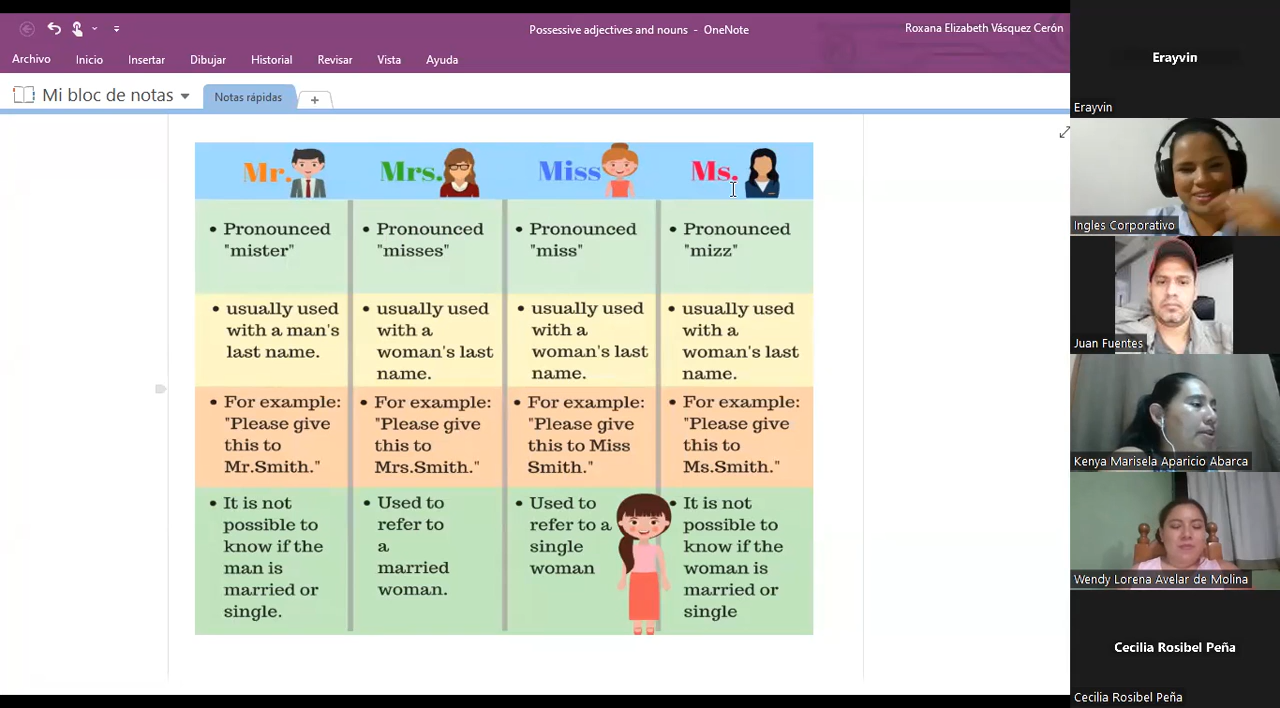 Possessive adjectives and nouns - OneNote
Roxana Elizabeth Vásquez Cerón
Archivo Inicio Insertar Dibujar Historial Revisar Vista Ayuda
Mi bloc de notas
Notas rápidas
Mr. Mrs. Miss Ms.
• Pronounced
"mister"
• Pronounced
"misses"
• Pronounced
"miss"
• Pronounced
"mizz"
• usually used
with a man's
last name.
• usually used
with a
woman's last
name.
• usually used
with a
woman's last
name.
• usually used
with a
woman's last
name.
• For example:
"Please give
this to
Mr.Smith."
• For example:
"Please give
this to
Mrs.Smith."
• For example:
"Please give
this to Miss
Smith."
• For example:
"Please give
this to
Ms.Smith."
• It is not
possible to
know if the
man is
married or
single.
• Used to
refer to
a
married
woman.
• Used to
refer to a
single
woman
• It is not
possible to
know if the
woman is
married or
single
Erayvin
Erayvin
Ingles Corporativo
Juan Fuentes
Kenya Marisela Aparicio Abarca
Wendy Lorena Avelar de Molina
Cecilia Rosibel Peña
Cecilia Rosibel Peña